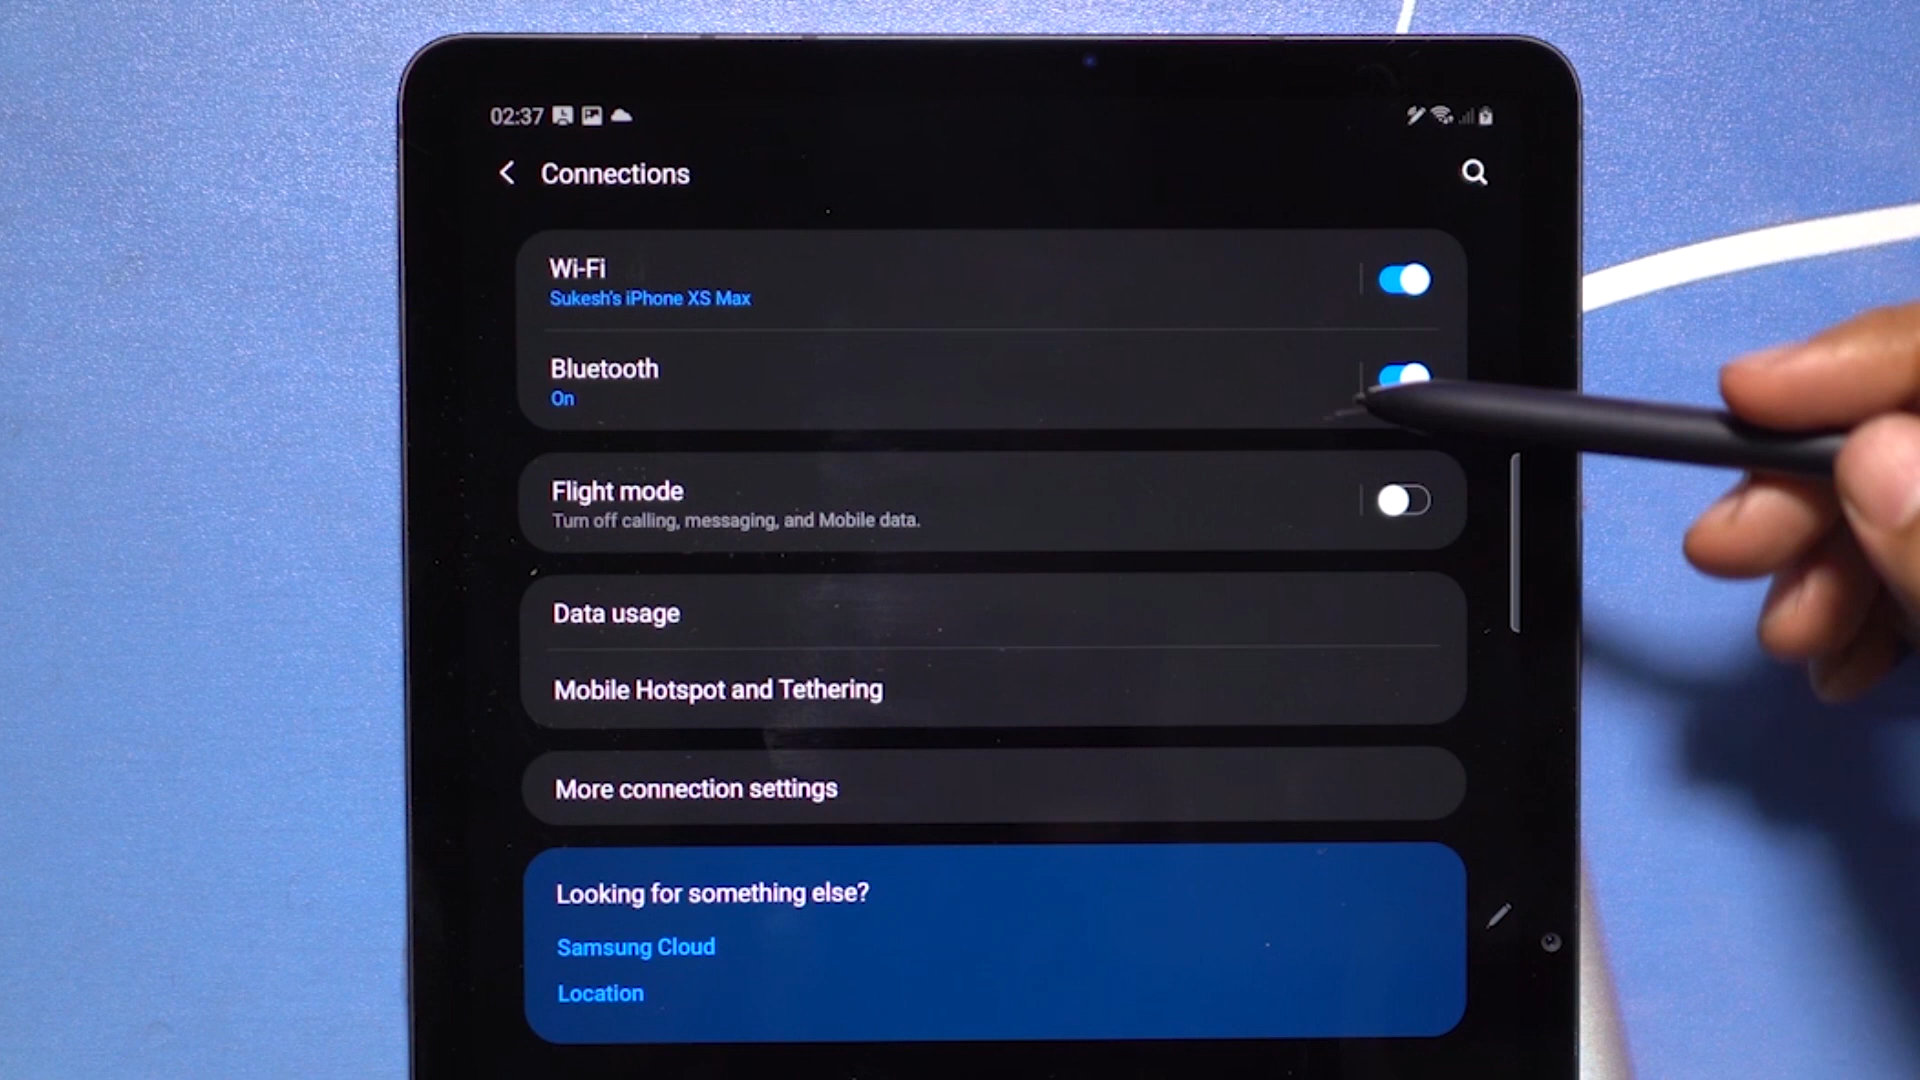 02:37
Connections
Wi-Fi
Sukesh's iPhone XS Max
Bluetooth
On
Flight mode
Turn off calling, messaging, and Mobile data.
Data usage
Mobile Hotspot and Tethering
More connection settings
Looking for something else?
Samsung Cloud
Location